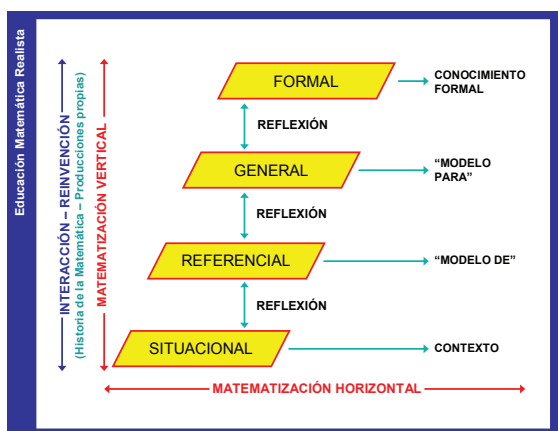 Educación Matemática Realista
INTERACCIÓN – REINVENCIÓN
(Historia de la Matemática – Producciones propias)
MATEMATIZACIÓN VERTICAL
FORMAL
CONOCIMIENTO
FORMAL
REFLEXIÓN
GENERAL
“MODELO
PARA”
REFLEXIÓN
REFERENCIAL
“MODELO DE”
REFLEXIÓN
SITUACIONAL
CONTEXTO
MATEMATIZACIÓN HORIZONTAL